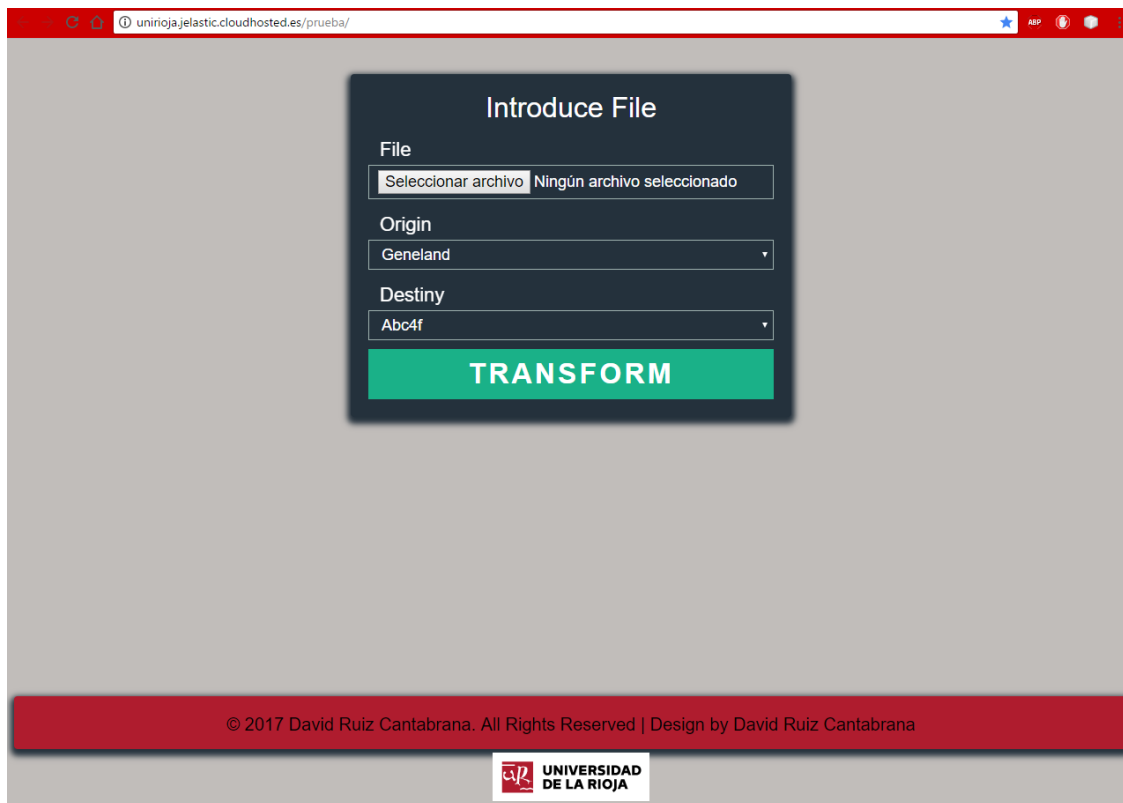 unirioja.jelastic.cloudhosted.es/prueba/
ABP
Introduce File
File
Seleccionar archivo Ningún archivo seleccionado
Origin
Geneland
Destiny
Abc4f
TRANSFORM
© 2017 David Ruiz Cantabrana. All Rights Reserved | Design by David Ruiz Cantabrana
UR UNIVERSIDAD
DE LA RIOJA